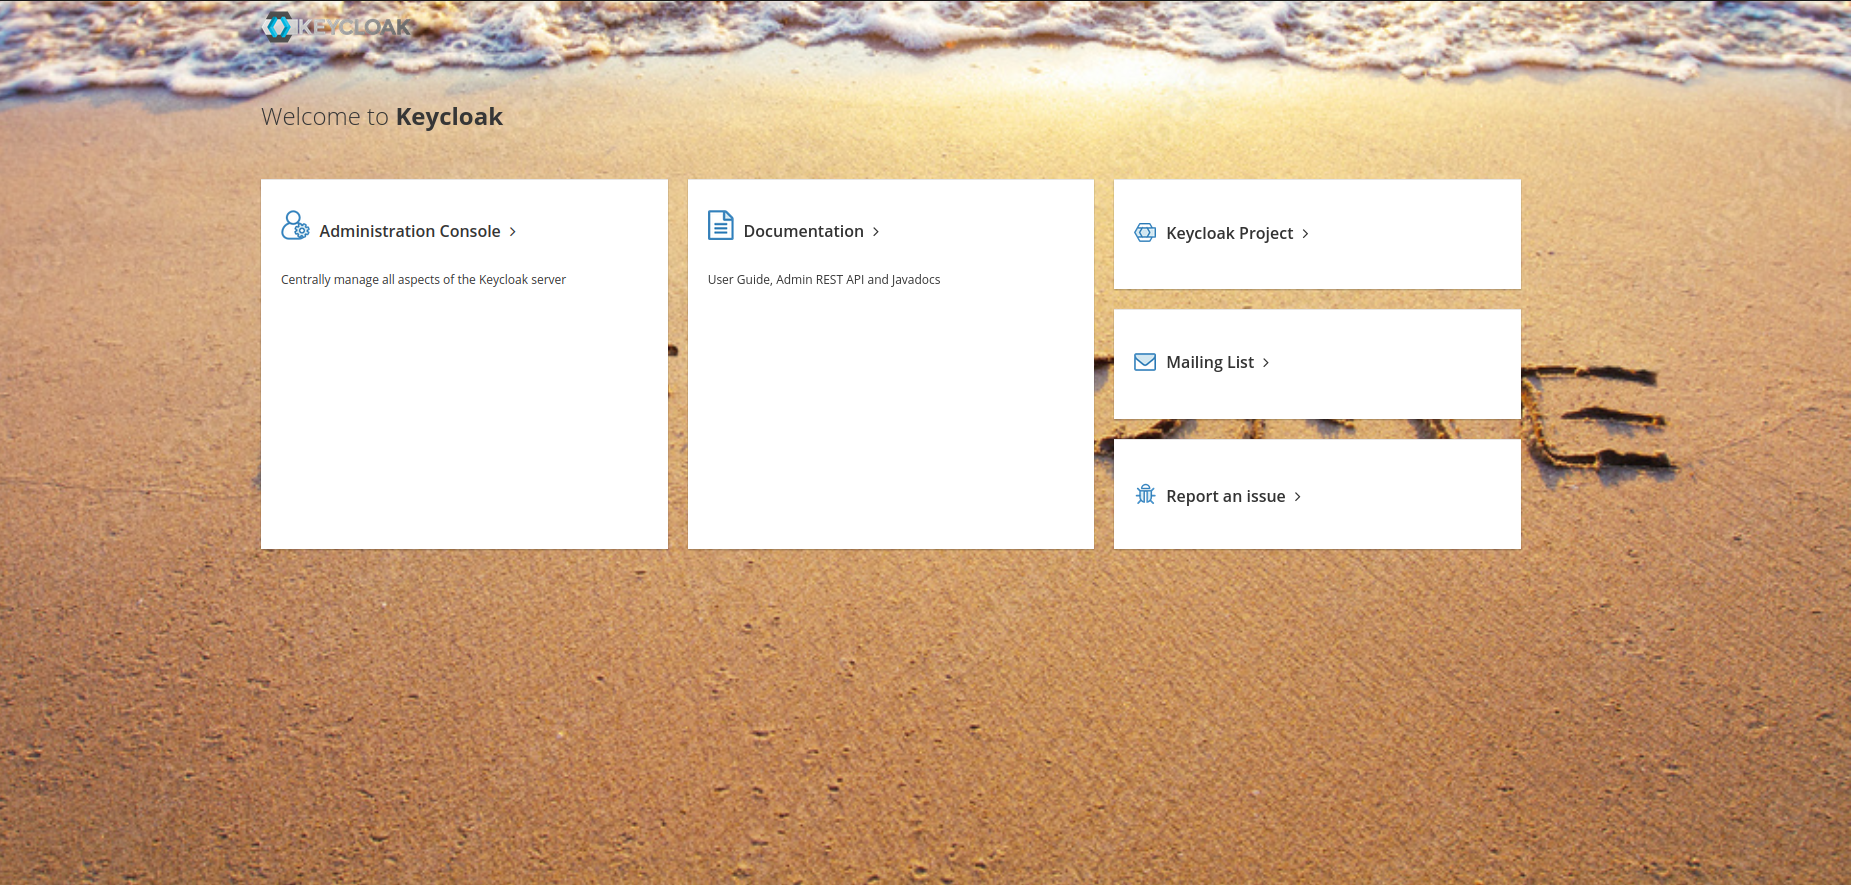 KEYCLOAK
Welcome to Keycloak
Administration Console
Centrally manage all aspects of the Keycloak server
Documentation
User Guide, Admin REST API and Javadocs
Keycloak Project
Mailing List
Report an issue